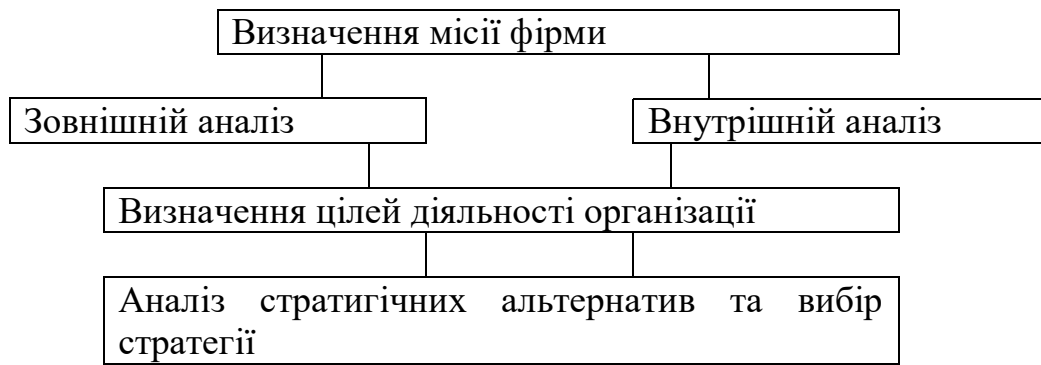 Визначення місії фірми
Зовнішній аналіз
Внутрішній аналіз
Визначення цілей діяльності організації
Аналіз стратигічних альтернатив та вибір
стратегії